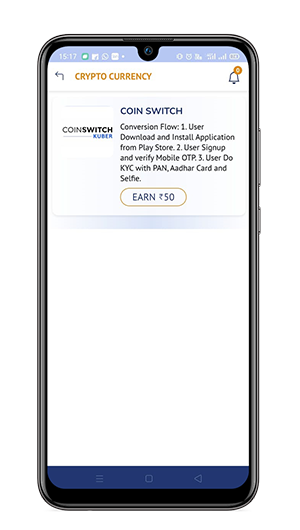 15:17
CRYPTO CURRENCY
COINSWITCH
KUBER
COIN SWITCH
Conversion Flow: 1. User
Download and Install Application
from Play Store. 2. User Signup
and verify Mobile OTP. 3. User Do
KYC with PAN, Aadhar Card and
Selfie.
EARN ₹50